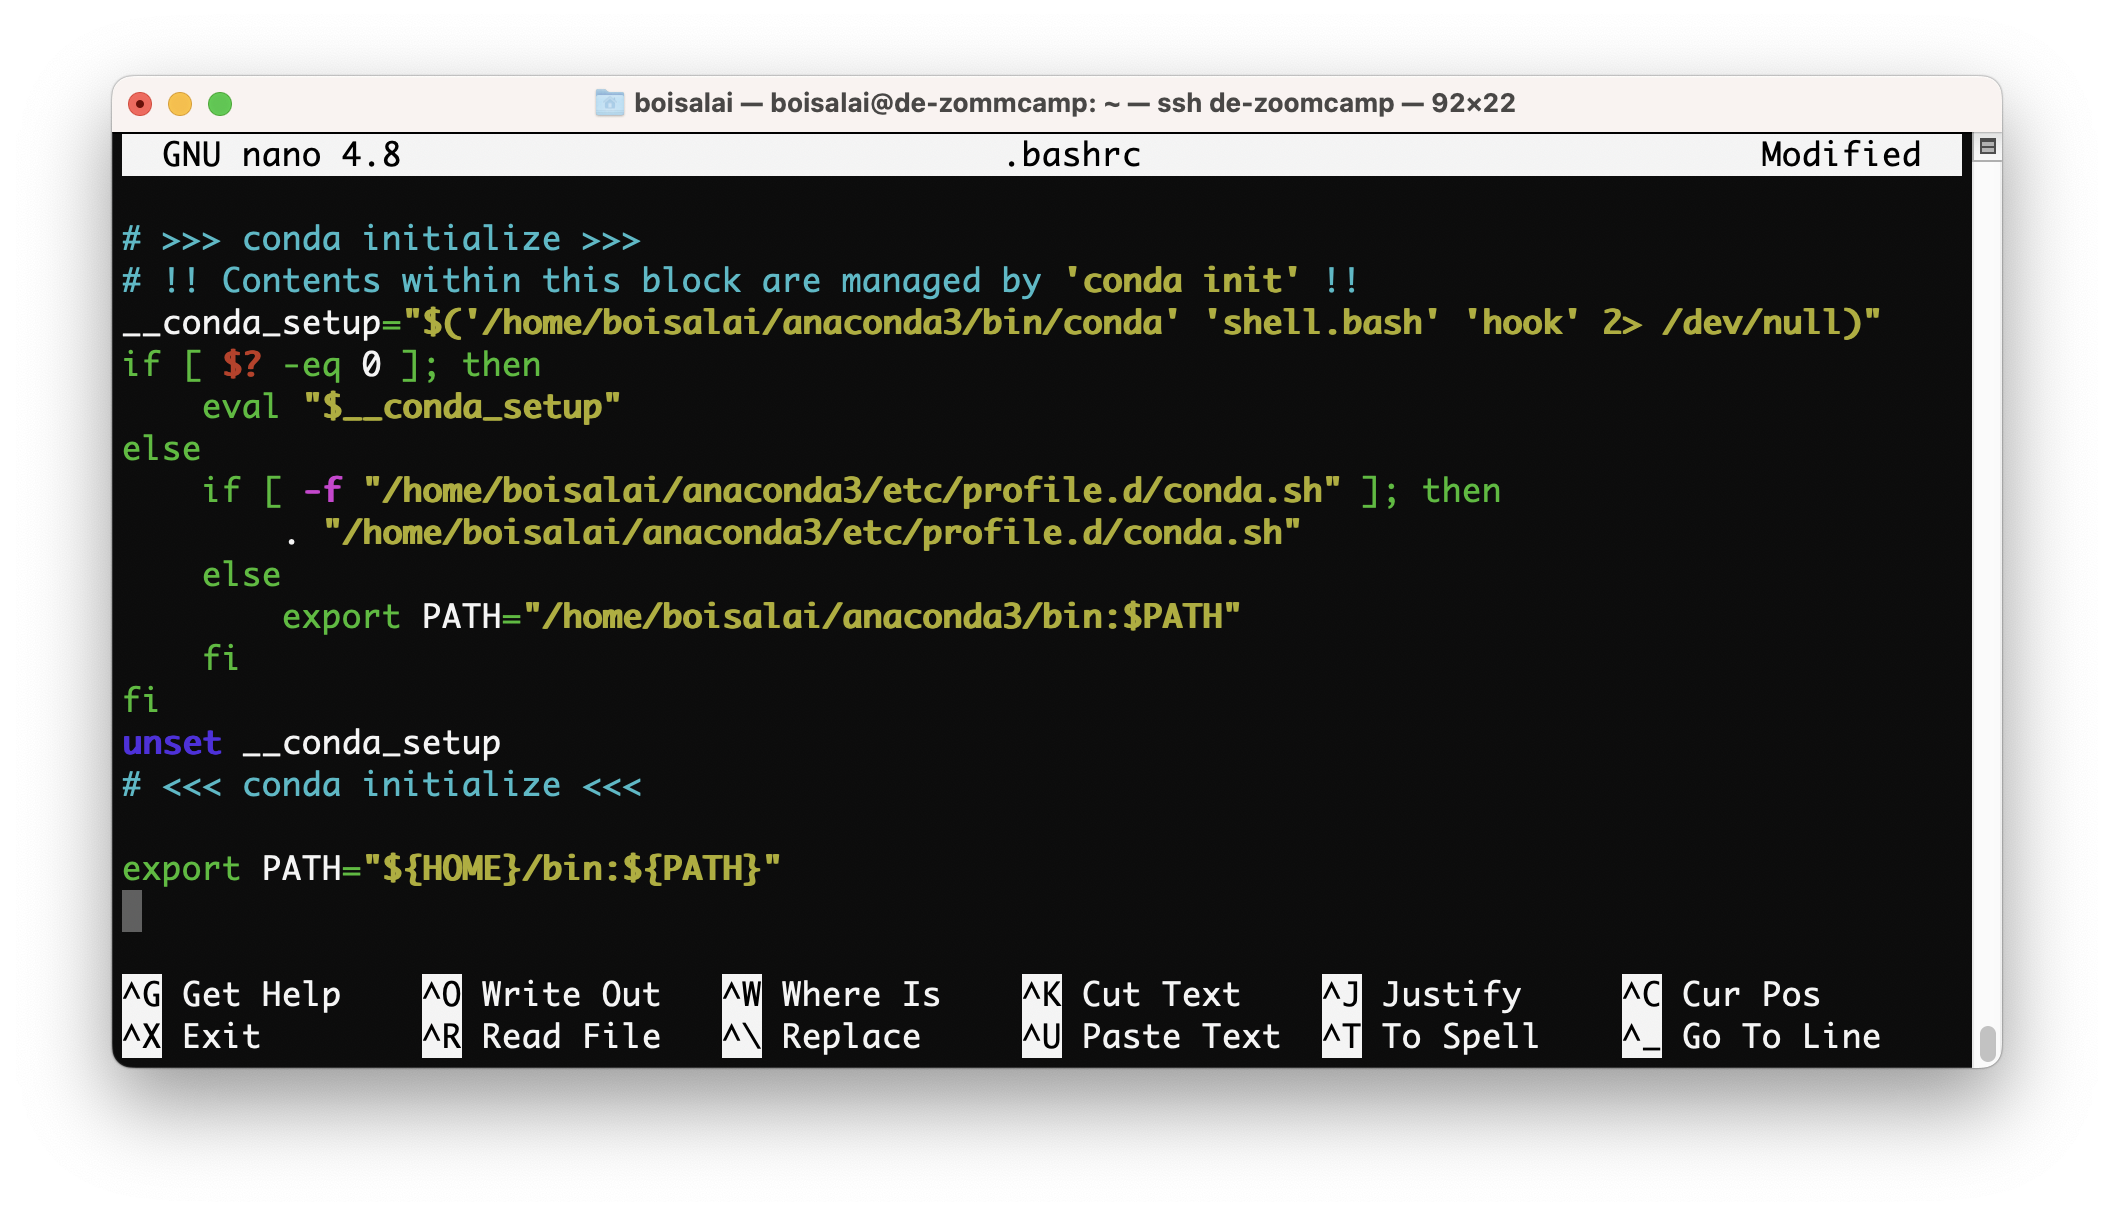 boisalai — boisalai@de-zommcamp: ~ — ssh de-zoomcamp — 92×22
GNU nano 4.8 .bashrc Modified
# >>> conda initialize >>>
# !! Contents within this block are managed by 'conda init' !!
__conda_setup="$('/home/boisalai/anaconda3/bin/conda' 'shell.bash' 'hook' 2> /dev/null)"
if [ $? -eq 0 ]; then
    eval "$__conda_setup"
else
    if [ -f "/home/boisalai/anaconda3/etc/profile.d/conda.sh" ]; then
        . "/home/boisalai/anaconda3/etc/profile.d/conda.sh"
    else
        export PATH="/home/boisalai/anaconda3/bin:$PATH"
    fi
fi
unset __conda_setup
# <<< conda initialize <<<
export PATH="${HOME}/bin:${PATH}"
^G Get Help ^O Write Out ^W Where Is ^K Cut Text ^J Justify ^C Cur Pos
^X Exit ^R Read File ^\ Replace ^U Paste Text ^T To Spell ^_ Go To Line